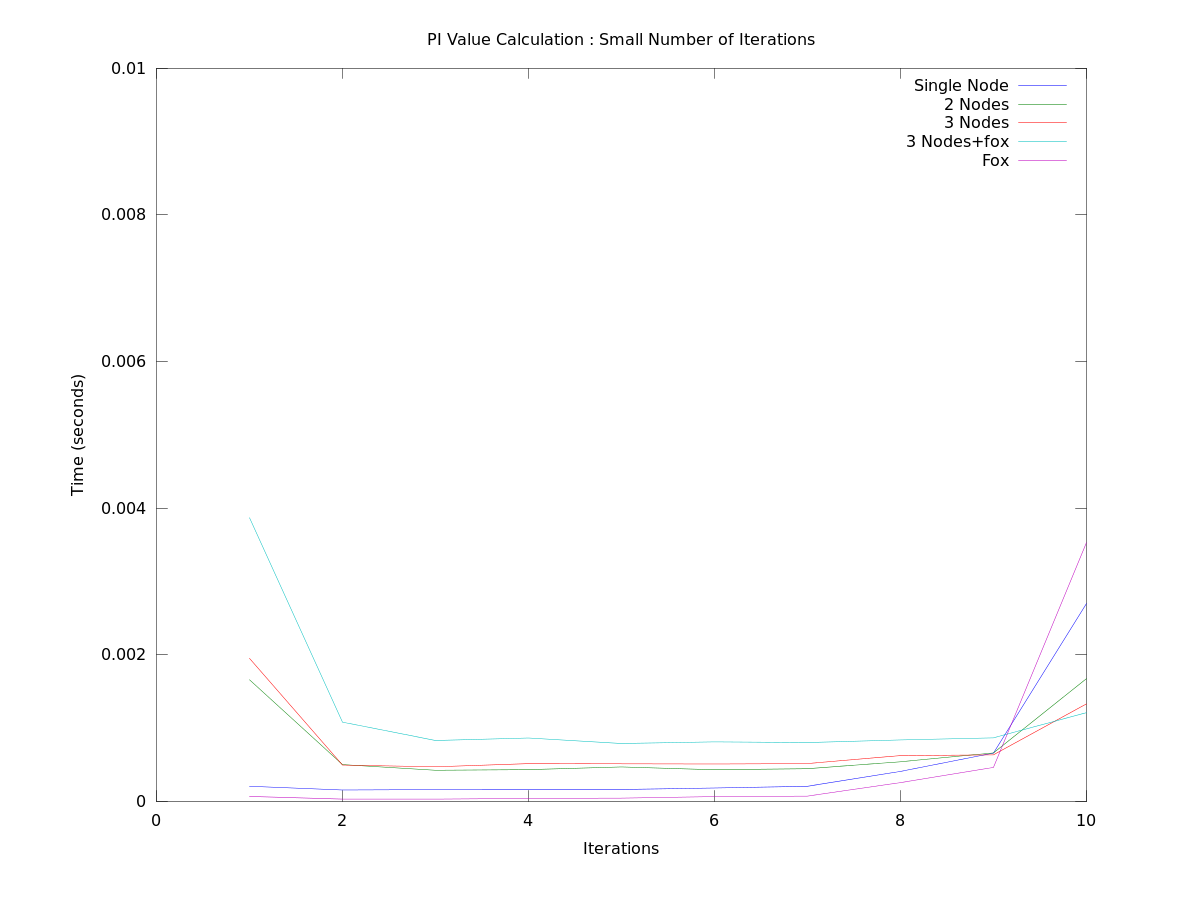 PI Value Calculation : Small Number of Iterations
0.01
0.008
0.006
0.004
0.002
0
Time (seconds)
Single Node
2 Nodes
3 Nodes
3 Nodes+fox
Fox
0 2 4 6 8 10
Iterations